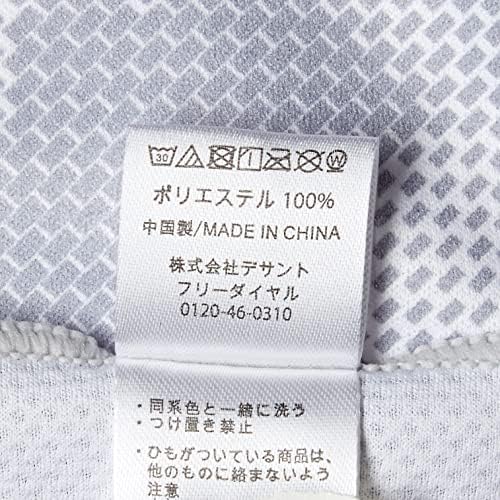 30 W
ポリエステル 100%
中国製/MADE IN CHINA
株式会社デサント
フリーダイヤル
0120-46-0310
・同系色と一緒に洗う
・つけ置き禁止
・ひもがついている商品は、
他のものに絡まないよう
注意